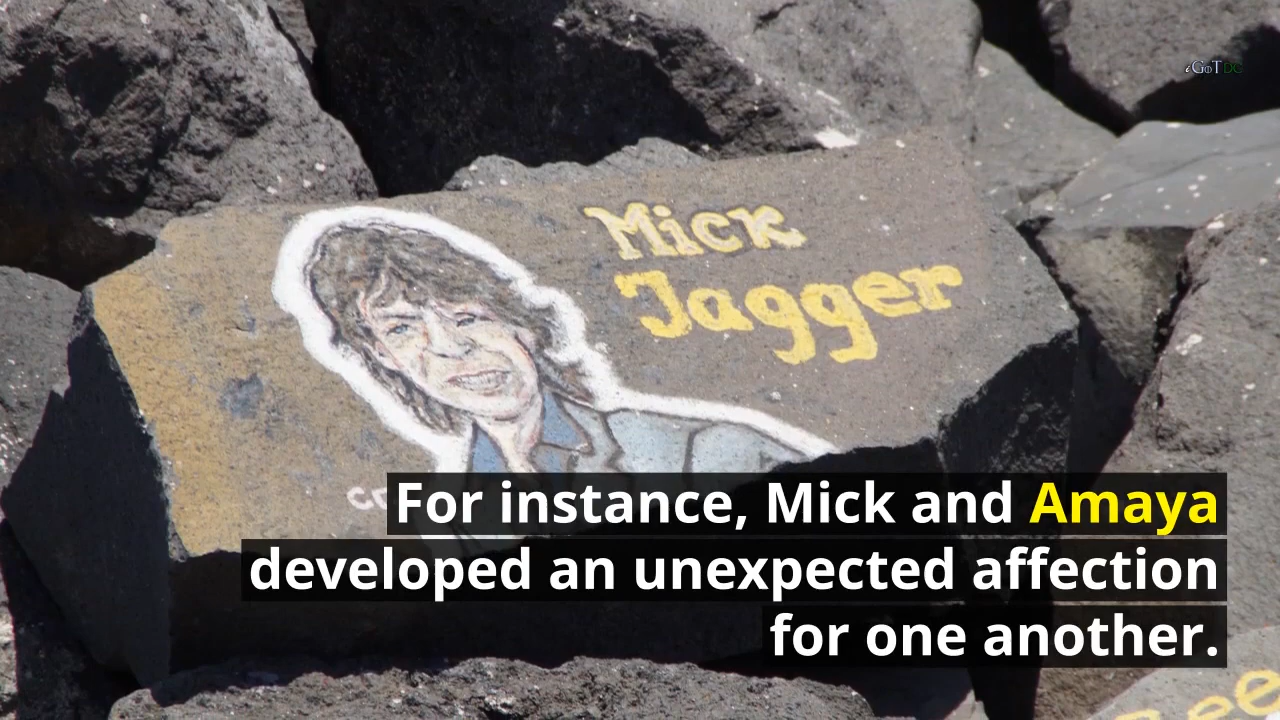 Mick
Jagger
For instance, Mick and Amaya
developed an unexpected affection
for one another.